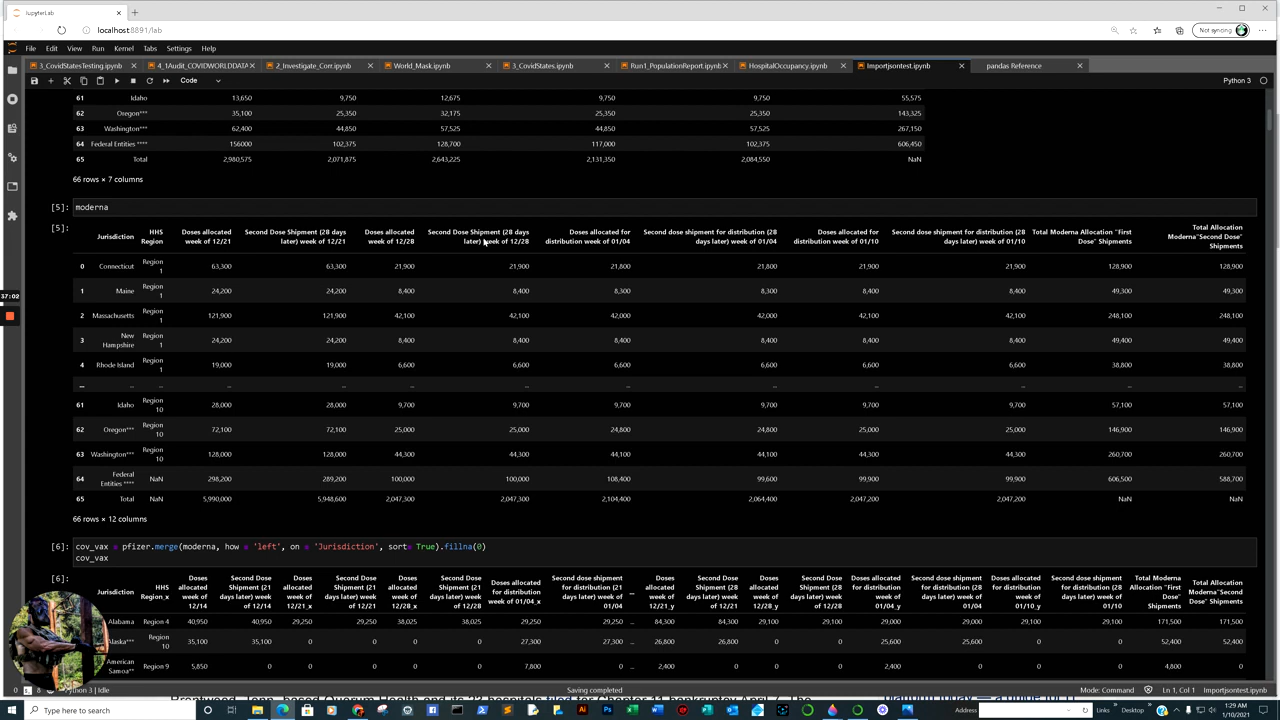 JupyterLab
localhost:8891/lab
Not syncing
File Edit View Run Kernel Tabs Settings Help
3_CovidStatesTesting.ipynb 4_1Audit_COVIDWORLDDATA 2_Investigate_Corr.ipynb World_Mask.ipynb 3_CovidStates.ipynb Run1_PopulationReport.ipynb HospitalOccupancy.ipynb Importjsontest.ipynb pandas Reference
Code Python 3
61 Idaho 13,650 9,750 12,675 9,750 9,750 55,575
62 Oregon*** 35,100 25,350 32,175 25,350 25,350 143,325
63 Washington*** 62,400 44,850 57,525 44,850 57,525 267,150
64 Federal Entities **** 156000 102,375 128,700 117,000 102,375 606,450
65 Total 2,980,575 2,071,875 2,643,225 2,131,350 2,084,550 NaN
66 rows × 7 columns
[5]: moderna
[5]:
Jurisdiction HHS Region Doses allocated week of 12/21 Second Dose Shipment (28 days later) week of 12/21 Doses allocated week of 12/28 Second Dose Shipment (28 days later) week of 12/28 Doses allocated for distribution week of 01/04 Second dose shipment for distribution (28 days later) week of 01/04 Doses allocated for distribution week of 01/10 Second dose shipment for distribution (28 days later) week of 01/10 Total Moderna Allocation "First Dose" Shipments Total Allocation Moderna"Second Dose" Shipments
0 Connecticut Region 1 63,300 63,300 21,900 21,900 21,800 21,800 21,900 21,900 128,900 128,900
1 Maine Region 1 24,200 24,200 8,400 8,400 8,300 8,300 8,400 8,400 49,300 49,300
2 Massachusetts Region 1 121,900 121,900 42,100 42,100 42,000 42,000 42,100 42,100 248,100 248,100
3 New Hampshire Region 1 24,200 24,200 8,400 8,400 8,400 8,400 8,400 8,400 49,400 49,400
4 Rhode Island Region 1 19,000 19,000 6,600 6,600 6,600 6,600 6,600 6,600 38,800 38,800
... ... ... ... ... ... ... ... ... ... ... ... ...
61 Idaho Region 10 28,000 28,000 9,700 9,700 9,700 9,700 9,700 9,700 57,100 57,100
62 Oregon*** Region 10 72,100 72,100 25,000 25,000 24,800 24,800 25,000 25,000 146,900 146,900
63 Washington*** Region 10 128,000 128,000 44,300 44,300 44,100 44,100 44,300 44,300 260,700 260,700
64 Federal Entities **** NaN 298,200 289,200 100,000 100,000 108,400 99,600 99,900 99,900 606,500 588,700
65 Total NaN 5,990,000 5,948,600 2,047,300 2,047,300 2,104,400 2,064,400 2,047,200 2,047,200 NaN NaN
66 rows × 12 columns
[6]: cov_vax = pfizer.merge(moderna, how = 'left', on = 'Jurisdiction', sort= True).fillna(0)
cov_vax
[6]:
Jurisdiction HHS Region_x Doses allocated week of 12/14 Second Dose Shipment (21 days later) week of 12/14 Doses allocated week of 12/21_x Second Dose Shipment (21 days later) week of 12/21 Doses allocated week of 12/28_x Second Dose Shipment (21 days later) week of 12/28 Doses allocated for distribution week of 01/04_x Second dose shipment for distribution (21 days later) week of 01/04 ... Doses allocated week of 12/21_y Second Dose Shipment (28 days later) week of 12/21 Doses allocated week of 12/28_y Second Dose Shipment (28 days later) week of 12/28 Doses allocated for distribution week of 01/04_y Second dose shipment for distribution (28 days later) week of 01/04 Doses allocated for distribution week of 01/10_y Second dose shipment for distribution (28 days later) week of 01/10 Total Moderna Allocation "First Dose" Shipments Total Allocation Moderna"Second Dose" Shipments
Alabama Region 4 40,950 40,950 29,250 29,250 38,025 38,025 29,250 29,250 ... 84,300 84,300 29,100 29,100 29,000 29,000 29,100 29,100 171,500 171,500
Alaska*** Region 10 35,100 35,100 0 0 0 0 27,300 27,300 ... 26,800 26,800 0 0 25,600 25,600 0 0 52,400 52,400
American Samoa** Region 9 5,850 0 0 0 0 0 7,800 0 ... 2,400 0 0 0 2,400 0 0 0 4,800 0
37:02
0 8 Python 3 | Idle Saving completed Mode: Command Ln 1, Col 1 Importjsontest.ipynb
Type here to search Address Links Desktop 1:29 AM
1/10/2021